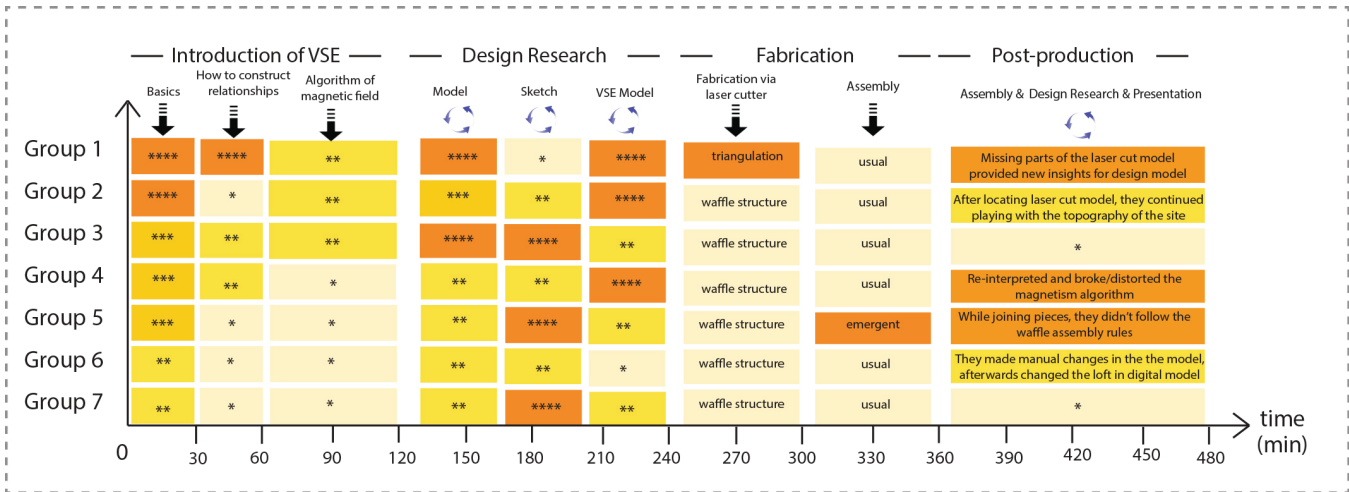 Introduction of VSE
Design Research
Fabrication
Post-production
Basics
How to construct
relationships
Algorithm of
magnetic field
Model
Sketch
VSE Model
Fabrication via
laser cutter
Assembly
Assembly & Design Research & Presentation
Group 1
****
****
**
****
*
****
triangulation
usual
Missing parts of the laser cut model
provided new insights for design model
Group 2
****
*
**
***
**
****
waffle structure
usual
After locating laser cut model, they continued
playing with the topography of the site
Group 3
***
**
**
****
****
**
waffle structure
usual
*
Group 4
***
**
*
**
**
****
waffle structure
usual
Re-interpreted and broke/distorted the
magnetism algorithm
Group 5
***
*
*
**
****
**
waffle structure
emergent
While joining pieces, they didn't follow the
waffle assembly rules
Group 6
**
*
*
**
**
*
waffle structure
usual
They made manual changes in the the model,
afterwards changed the loft in digital model
Group 7
**
*
*
**
****
**
waffle structure
usual
*
0 30 60 90 120 150 180 210 240 270 300 330 360 390 420 450 480
time
(min)